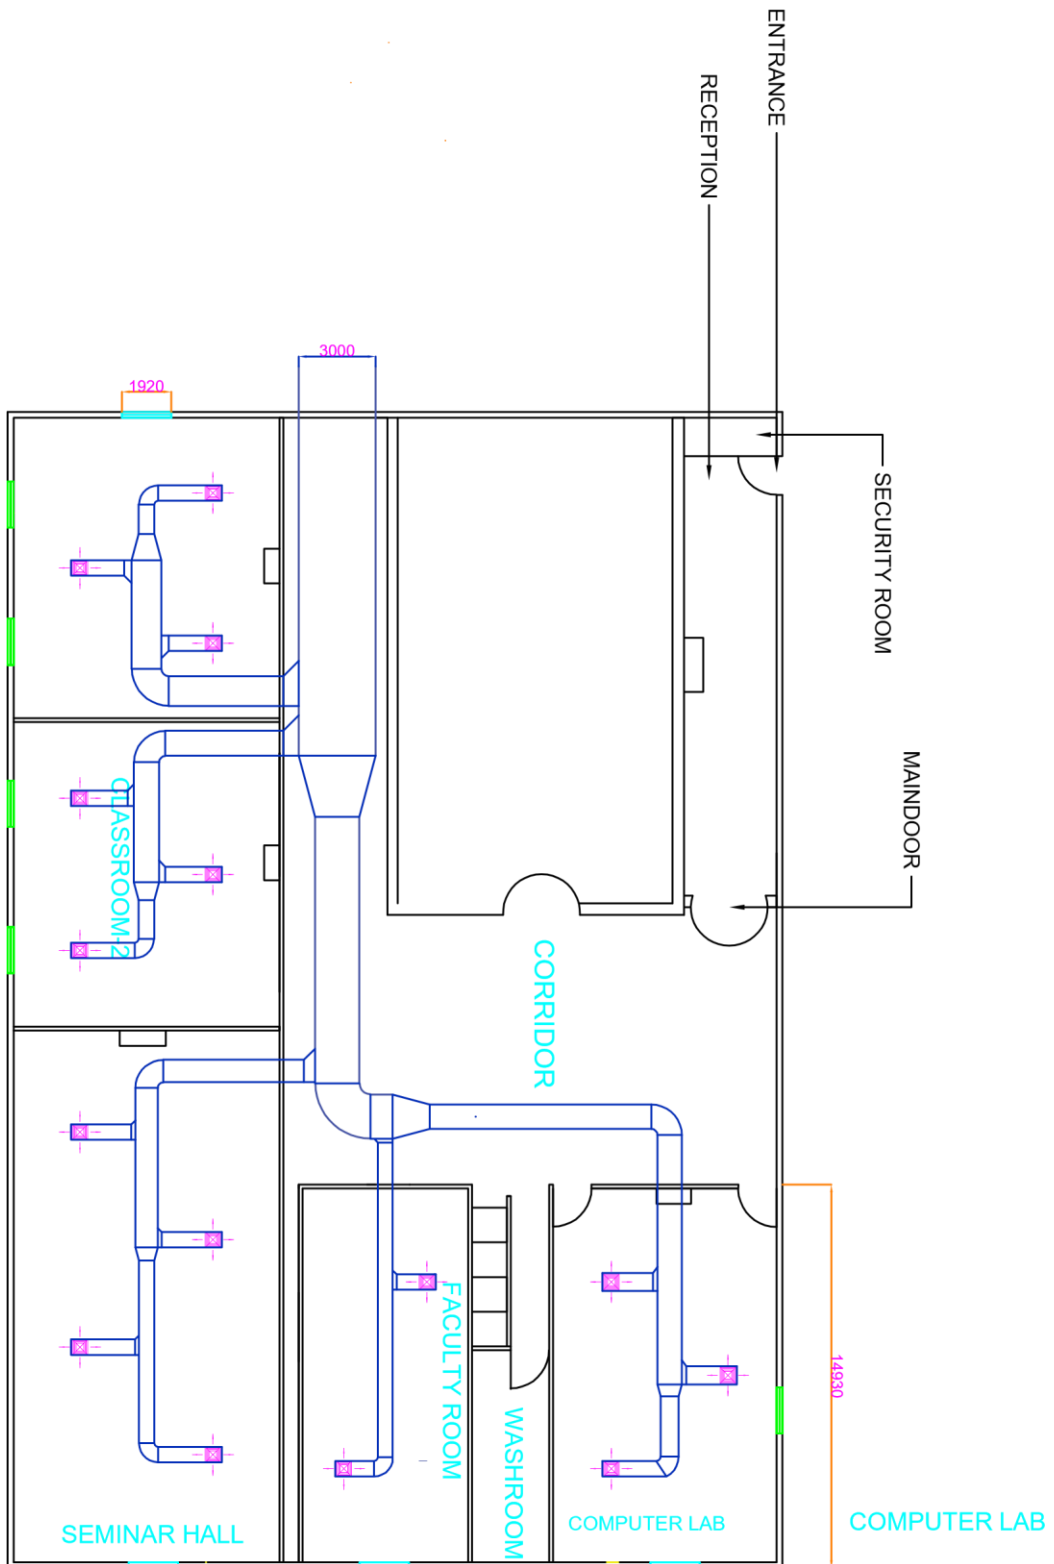 ENTRANCE
RECEPTION
3000
1920
SECURITY ROOM
MAINDOOR
CLASSROOM-2
CORRIDOR
FACULTY ROOM
14930
WASHROOM
SEMINAR HALL
COMPUTER LAB
COMPUTER LAB